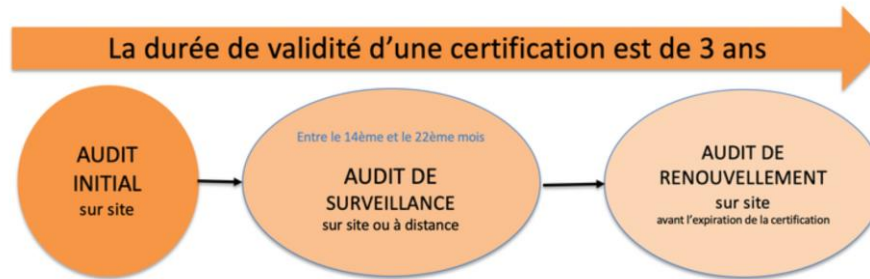 La durée de validité d'une certification est de 3 ans
AUDIT
INITIAL
sur site
Entre le 14ème et le 22ème mois
AUDIT DE
SURVEILLANCE
sur site ou à distance
AUDIT DE
RENOUVELLEMENT
sur site
avant l'expiration de la certification